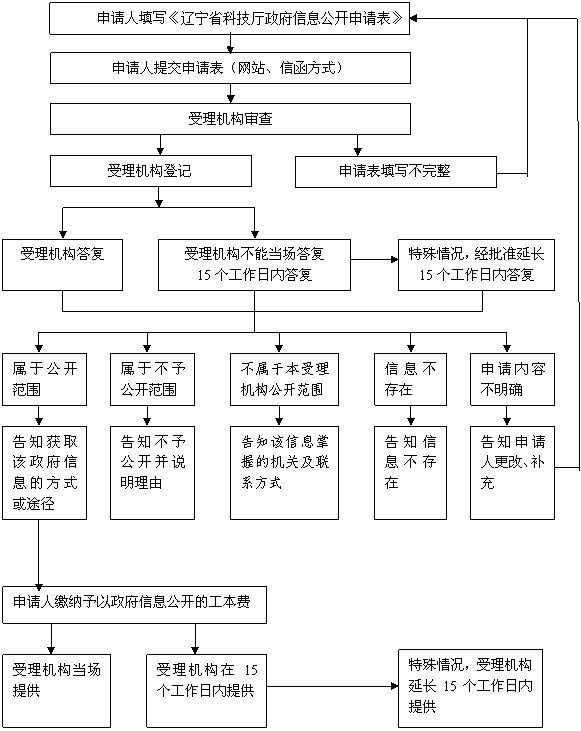 申请人填写《辽宁省科技厅政府信息公开申请表》
申请人提交申请表（网站、信函方式）
受理机构审查
受理机构登记
申请表填写不完整
受理机构答复
受理机构不能当场答复
15 个工作日内答复
特殊情况，经批准延长
15 个工作日内答复
属于公开
范围
属于不予
公开范围
不属于本受理
机构公开范围
信息不
存在
申请内容
不明确
告知获取
该政府信
息的方式
或途径
告知不予
公开并说
明理由
告知该信息掌
握的机关及联
系方式
告知信
息不存
在
告知申请
人更改、补
充
申请人缴纳予以政府信息公开的工本费
受理机构当场
提供
受理机构在 15
个工作日内提供
特殊情况，受理机构
延长 15 个工作日内
提供